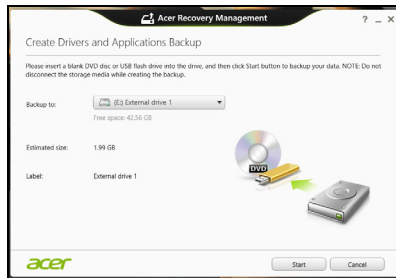 Acer Recovery Management
Create Drivers and Applications Backup
Please insert a blank DVD disc or USB flash drive into the drive, and then click Start button to backup your data. NOTE: Do not
disconnect the storage media while creating the backup.
Backup to: (E:) External drive 1
Free space: 42.56 GB
Estimated size: 1.99 GB
DVD
Label: External drive 1
acer Start Cancel